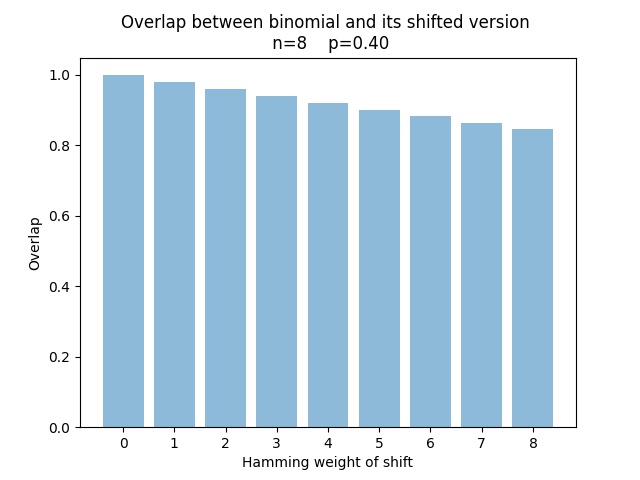 Overlap between binomial and its shifted version
n=8    p=0.40
1.0
0.8
0.6
0.4
0.2
0.0
Overlap
0 1 2 3 4 5 6 7 8
Hamming weight of shift